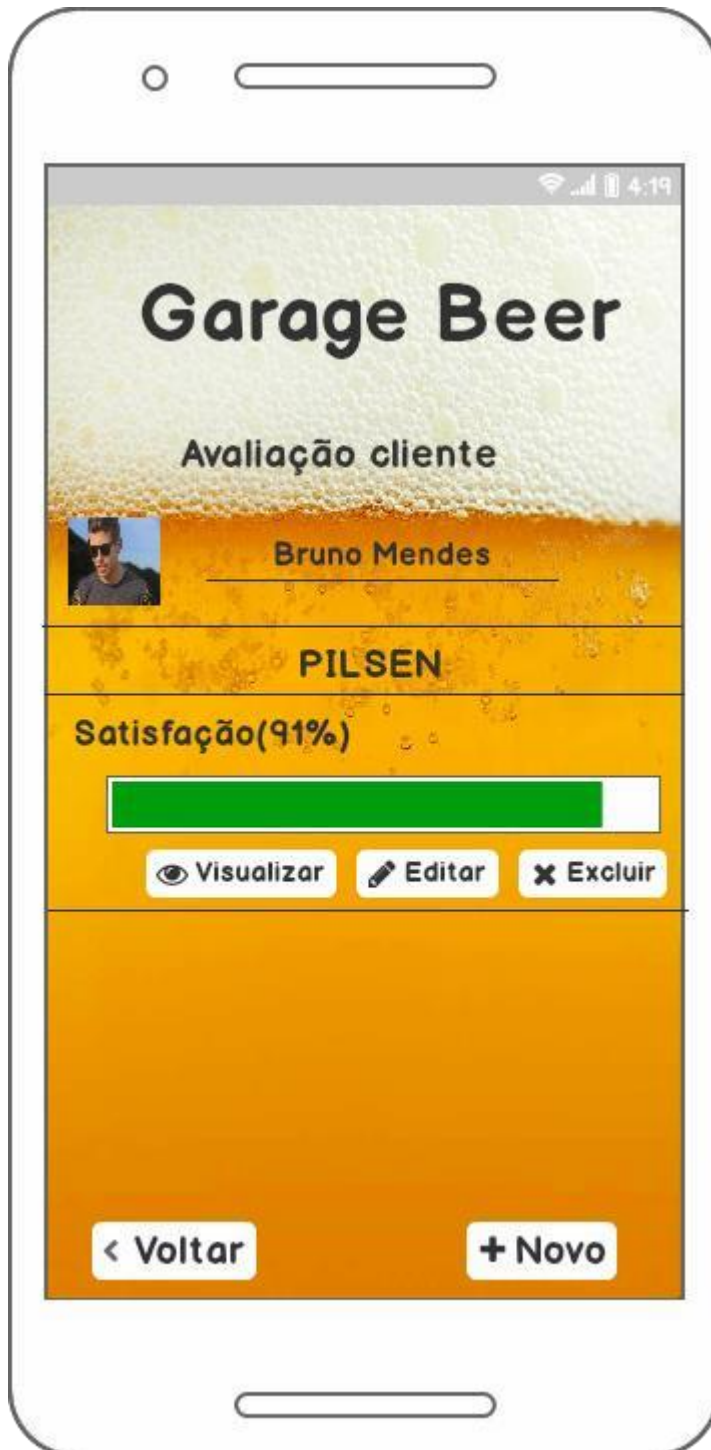 4:19
Garage Beer
Avaliação cliente
Bruno Mendes
PILSEN
Satisfação(91%)
Visualizar Editar Excluir
< Voltar + Novo